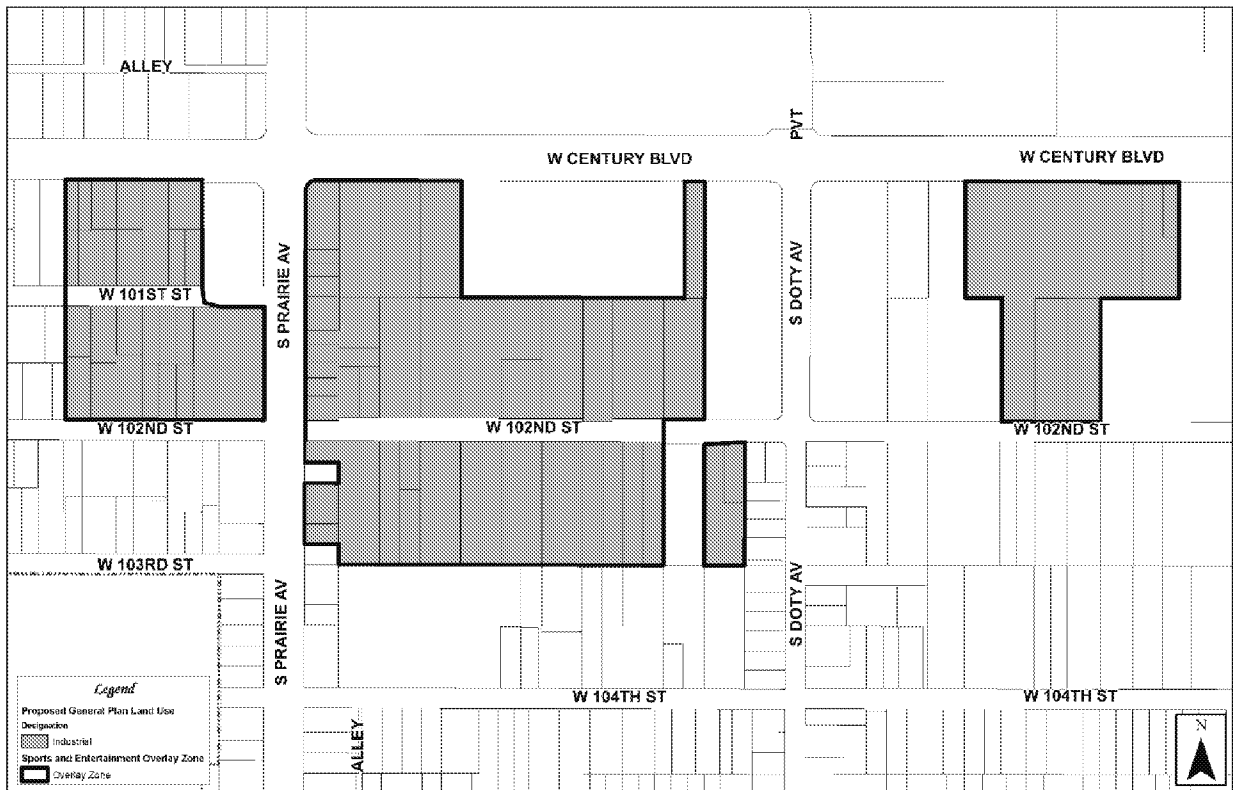 ALLEY
PVT
W CENTURY BLVD
W CENTURY BLVD
S PRAIRIE AV
S DOTY AV
W 101ST ST
W 102ND ST
W 102ND ST
W 102ND ST
W 103RD ST
S PRAIRIE AV
S DOTY AV
W 104TH ST
W 104TH ST
ALLEY
Legend
Proposed General Plan Land Use
Designation
Industrial
Sports and Entertainment Overlay Zone
Overlay Zone
N